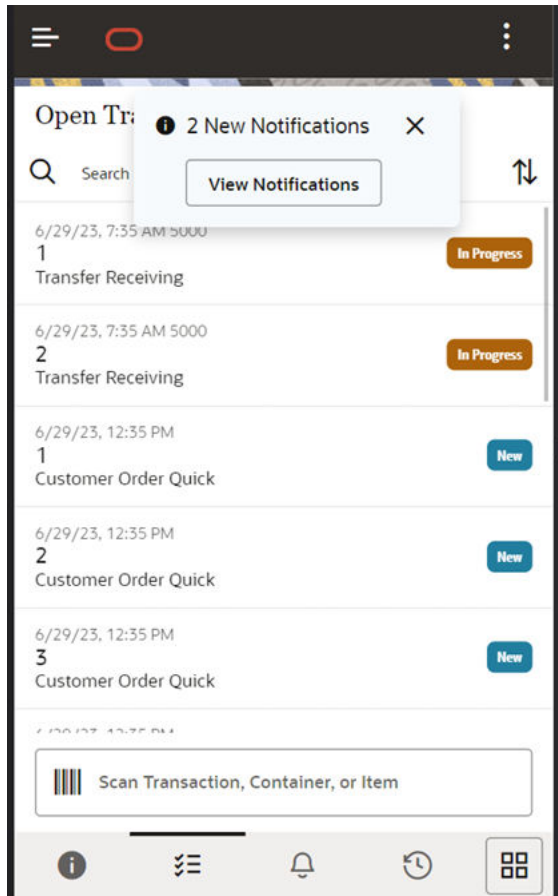 Open Tra
2 New Notifications
View Notifications
Search
6/29/23, 7:35 AM 5000
1
Transfer Receiving
In Progress
6/29/23, 7:35 AM 5000
2
Transfer Receiving
In Progress
6/29/23, 12:35 PM
1
Customer Order Quick
New
6/29/23, 12:35 PM
2
Customer Order Quick
New
6/29/23, 12:35 PM
3
Customer Order Quick
New
Scan Transaction, Container, or Item